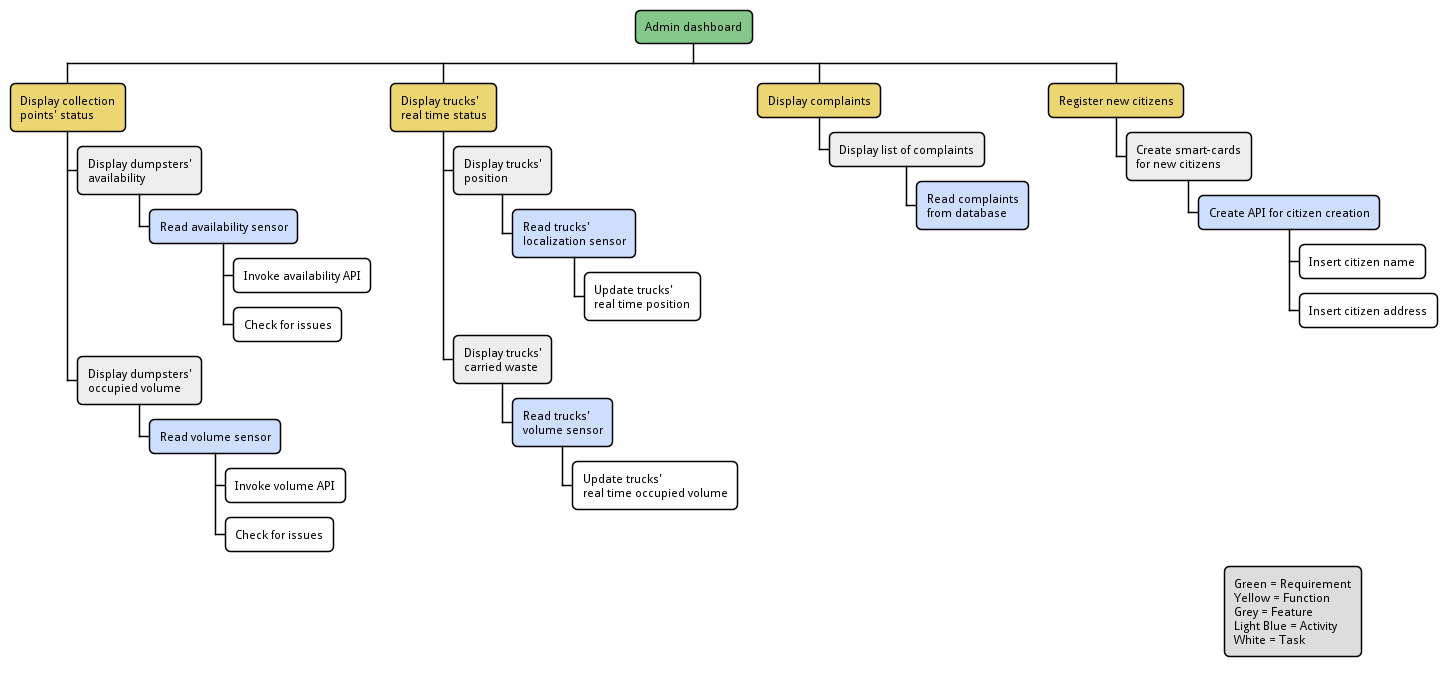 Admin dashboard
Display collection
points' status
Display dumpsters'
availability
Read availability sensor
Invoke availability API
Check for issues
Display dumpsters'
occupied volume
Read volume sensor
Invoke volume API
Check for issues
Display trucks'
real time status
Display trucks'
position
Read trucks'
localization sensor
Update trucks'
real time position
Display trucks'
carried waste
Read trucks'
volume sensor
Update trucks'
real time occupied volume
Display complaints
Display list of complaints
Read complaints
from database
Register new citizens
Create smart-cards
for new citizens
Create API for citizen creation
Insert citizen name
Insert citizen address
Green = Requirement
Yellow = Function
Grey = Feature
Light Blue = Activity
White = Task